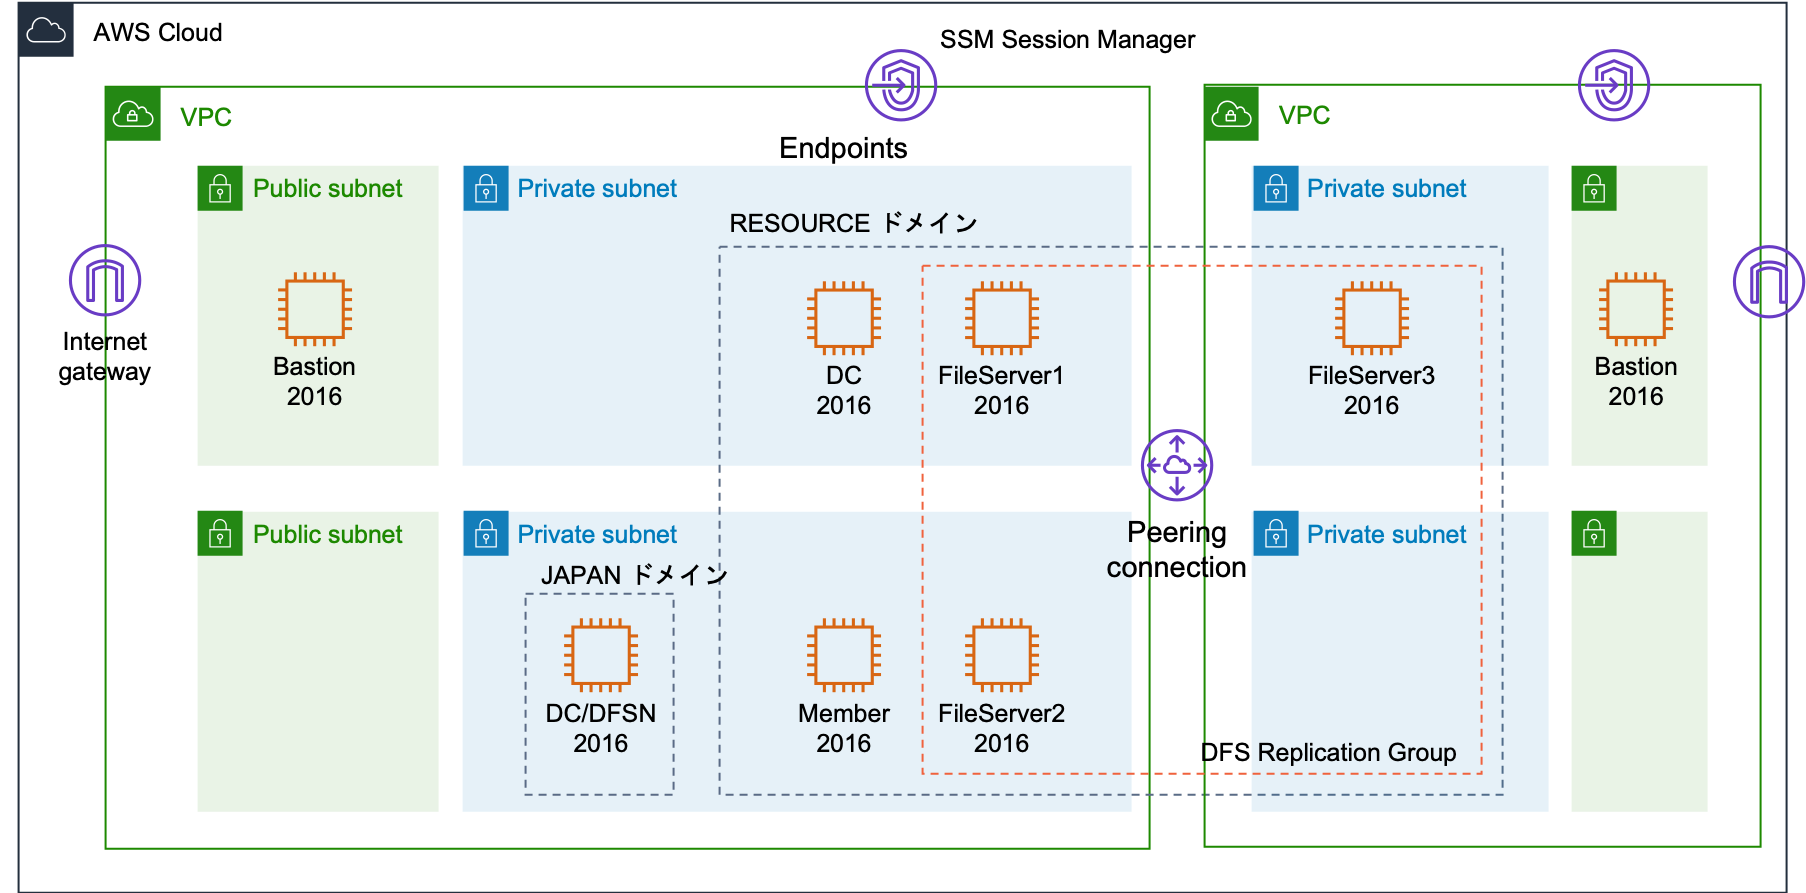 AWS Cloud
SSM Session Manager
VPC
VPC
Endpoints
Public subnet
Private subnet
Private subnet
RESOURCE ドメイン
Internet
gateway
Bastion
2016
DC
2016
FileServer1
2016
FileServer3
2016
Bastion
2016
Peering
connection
Public subnet
Private subnet
Private subnet
JAPAN ドメイン
DC/DFSN
2016
Member
2016
FileServer2
2016
DFS Replication Group